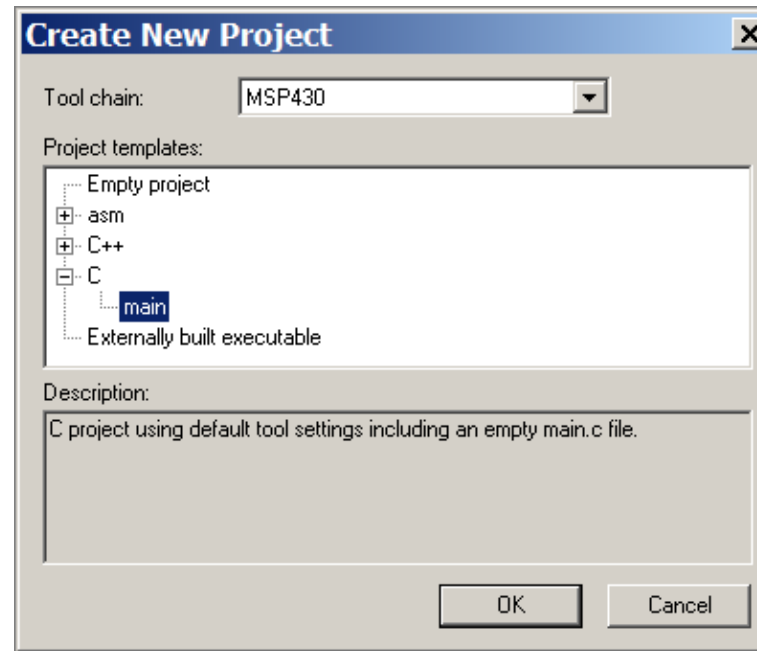 Create New Project
Tool chain: MSP430
Project templates:
Empty project
asm
C++
C
main
Externally built executable
Description:
C project using default tool settings including an empty main.c file.
OK Cancel